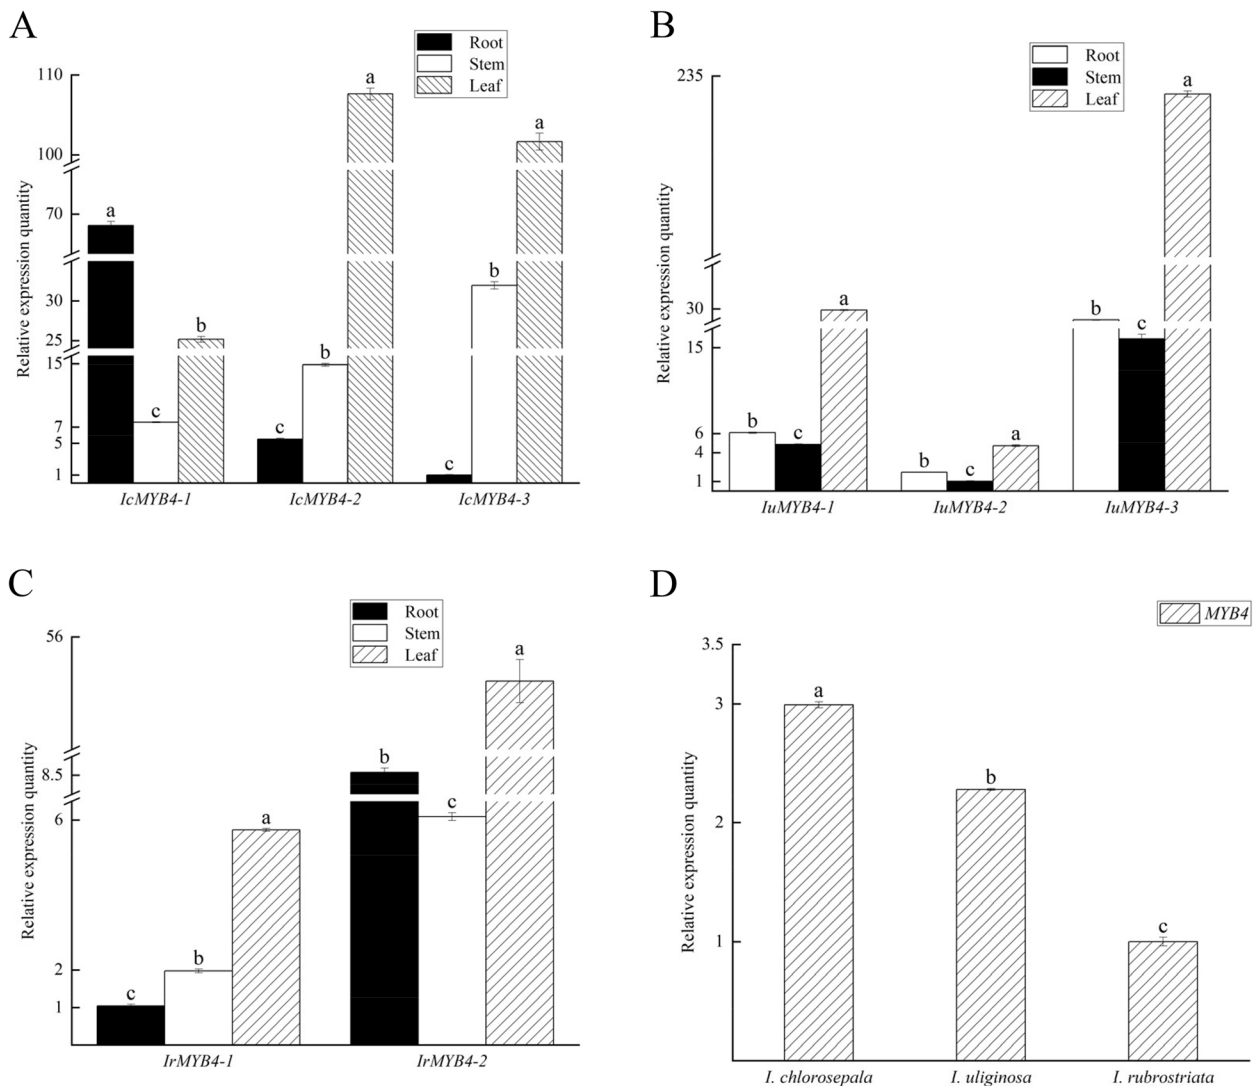 A
Root
Stem
Leaf
Relative expression quantity
110
100
70
30
25
15
7
5
1
a
c
b
c
b
a
c
b
a
IcMYB4-1
IcMYB4-2
IcMYB4-3
B
Root
Stem
Leaf
Relative expression quantity
235
30
15
6
4
1
b
c
a
b
c
a
b
c
a
IuMYB4-1
IuMYB4-2
IuMYB4-3
C
Root
Stem
Leaf
Relative expression quantity
56
8.5
6
2
1
c
b
a
b
c
a
IrMYB4-1
IrMYB4-2
D
MYB4
Relative expression quantity
3.5
3
2
1
a
b
c
I. chlorosepala
I. uliginosa
I. rubrostriata